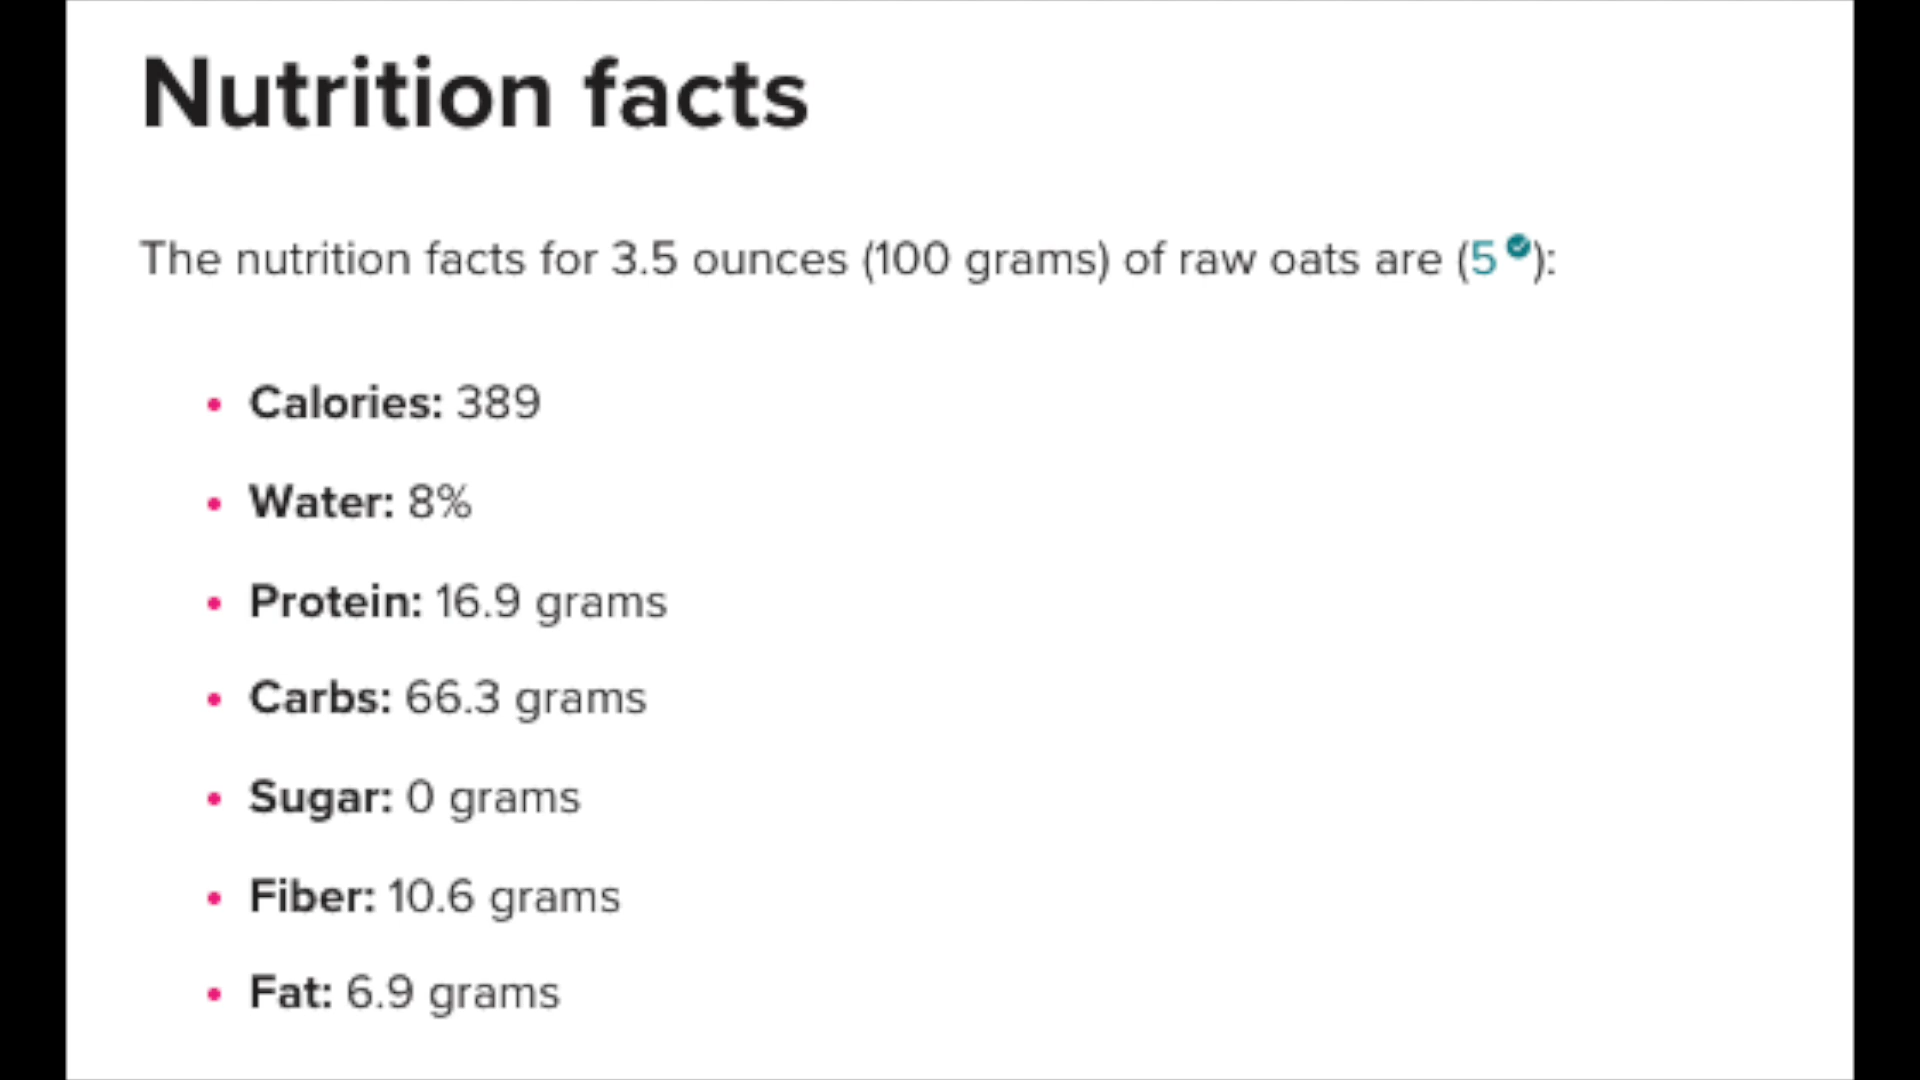 Nutrition facts
The nutrition facts for 3.5 ounces (100 grams) of raw oats are (5):
• Calories: 389
• Water: 8%
• Protein: 16.9 grams
• Carbs: 66.3 grams
• Sugar: 0 grams
• Fiber: 10.6 grams
• Fat: 6.9 grams